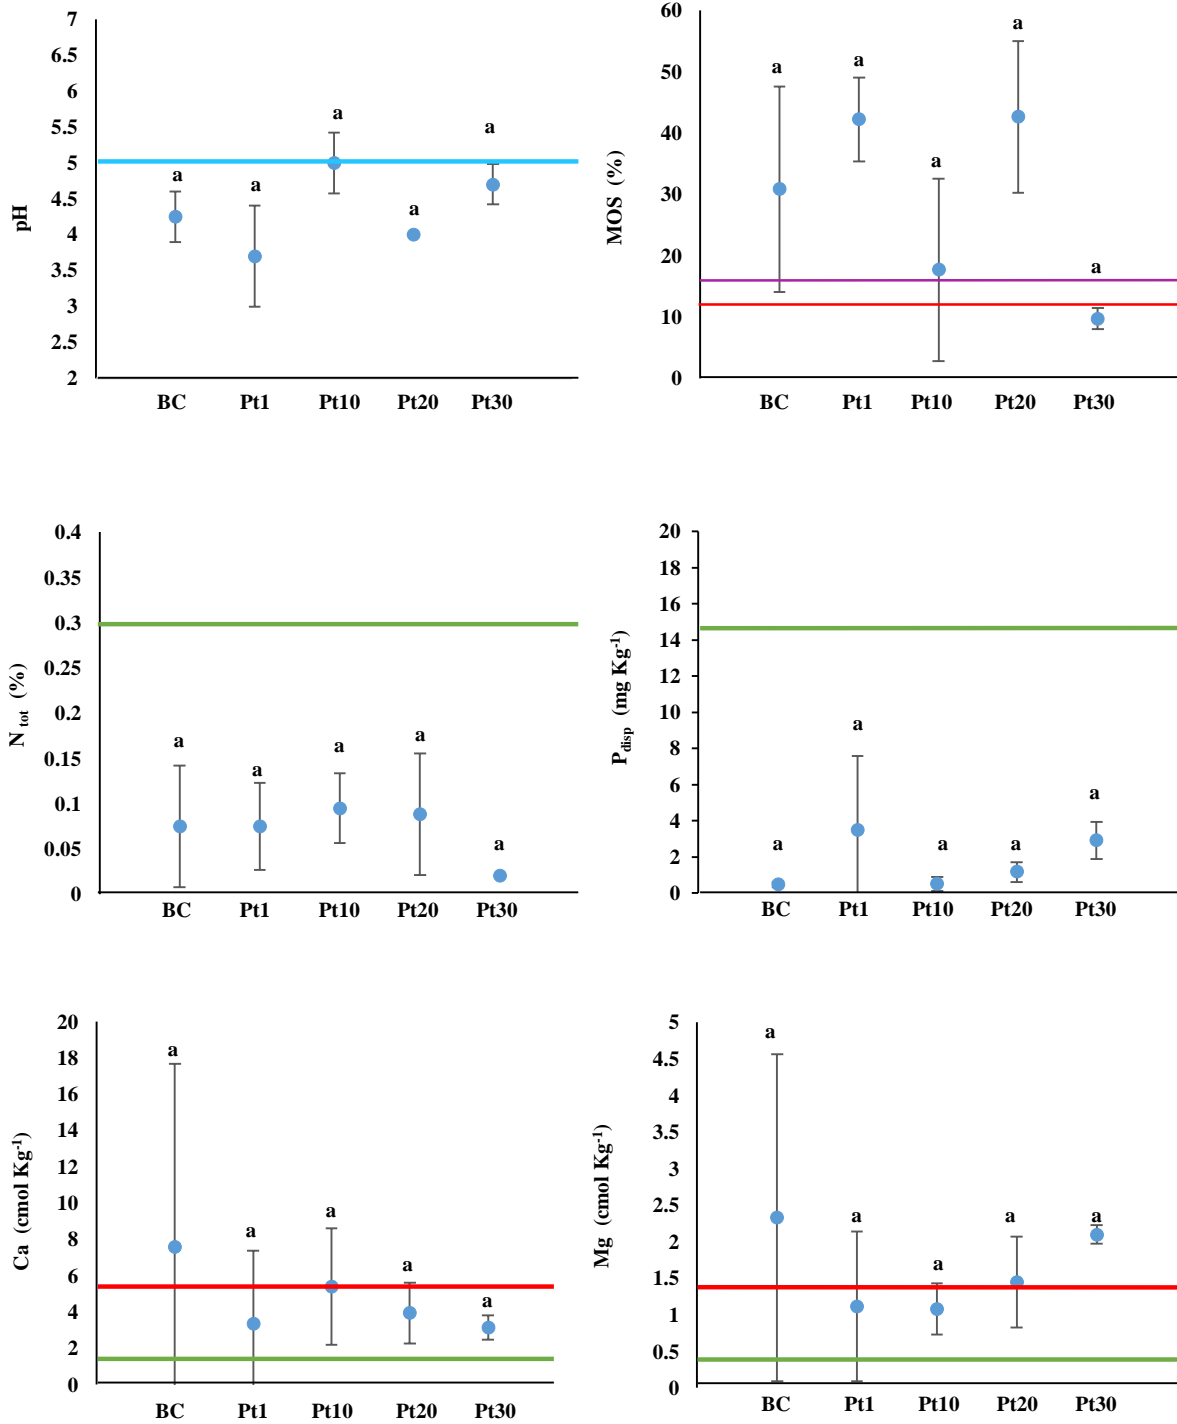 7
6.5
6
5.5
5
4.5
4
3.5
3
2.5
2
pH
a
a
a
a
a
BC Pt1 Pt10 Pt20 Pt30
60
50
40
30
20
10
0
MOS (%)
a
a
a
a
a
BC Pt1 Pt10 Pt20 Pt30
0.4
0.35
0.3
0.25
0.2
0.15
0.1
0.05
0
N tot (%)
a
a
a
a
a
BC Pt1 Pt10 Pt20 Pt30
20
18
16
14
12
10
8
6
4
2
0
Pdisp (mg Kg-1)
a
a
a
a
a
BC Pt1 Pt10 Pt20 Pt30
20
18
16
14
12
10
8
6
4
2
0
Ca (cmol Kg-1)
a
a
a
a
a
BC Pt1 Pt10 Pt20 Pt30
5
4.5
4
3.5
3
2.5
2
1.5
1
0.5
0
Mg (cmol Kg-1)
a
a
a
a
a
BC Pt1 Pt10 Pt20 Pt30